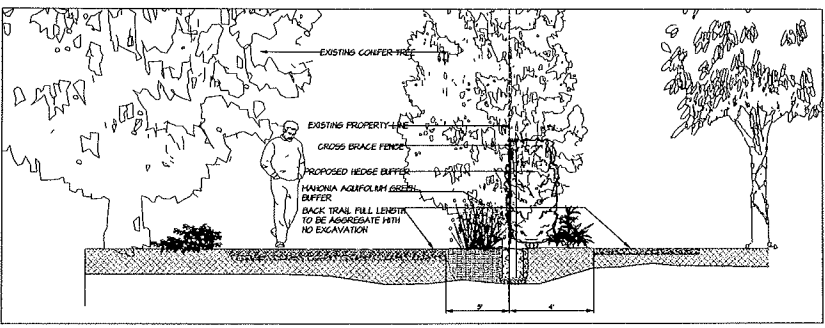 EXISTING CONIFER TREE
EXISTING PROPERTY LINE
CROSS BRACE FENCE
PROPOSED HEDGE BUFFER
MAHONIA AQUIFOLIUM GREEN
BUFFER
BACK TRAIL FULL LENGTH
TO BE AGGREGATE WITH
NO EXCAVATION
4'